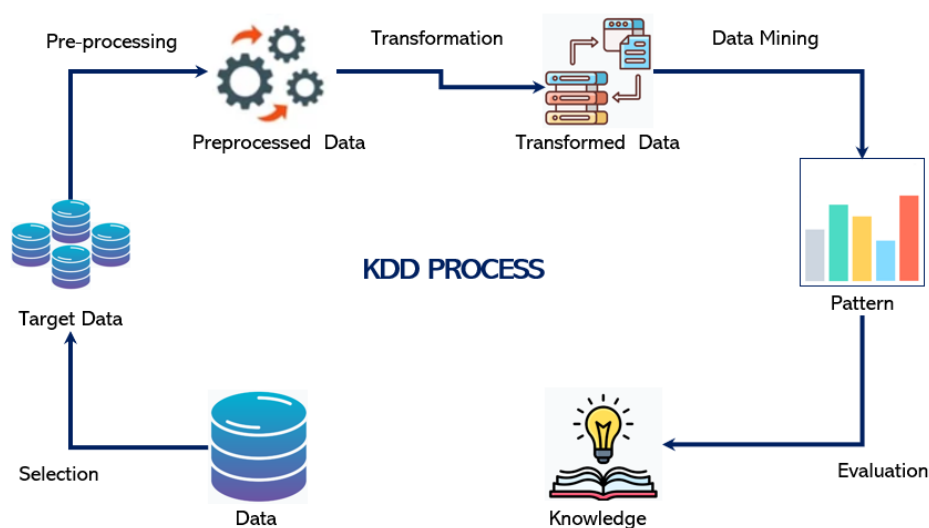 Pre-processing
Transformation
Data Mining
Preprocessed Data
Transformed Data
KDD PROCESS
Target Data
Pattern
Selection
Evaluation
Data
Knowledge